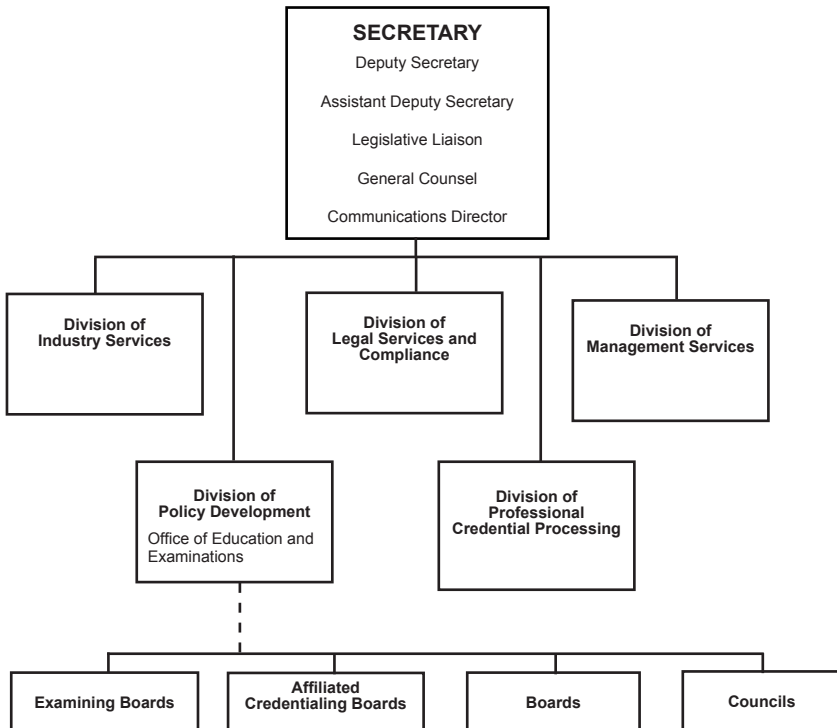 SECRETARY
Deputy Secretary
Assistant Deputy Secretary
Legislative Liaison
General Counsel
Communications Director
Division of
Industry Services
Division of
Legal Services and
Compliance
Division of
Management Services
Division of
Policy Development
Office of Education and
Examinations
Division of
Professional
Credential Processing
Examining Boards
Affiliated
Credentialing Boards
Boards
Councils